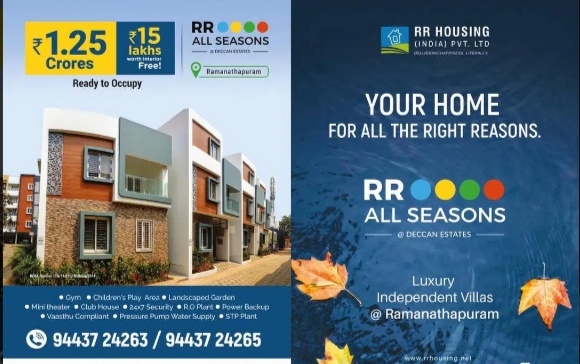 ₹1.25
Crores
₹15
lakhs
worth Interior
Free!
RR
ALL SEASONS
@ DECCAN ESTATES
Ramanathapuram
Ready to Occupy
• Gym • Children's Play Area • Landscaped Garden
• Mini theater • Club House • 24x7 Security • R.O Plant • Power Backup
• Vaasthu Compliant • Pressure Pump Water Supply • STP Plant
94437 24263 / 94437 24265
RR HOUSING
(INDIA) PVT. LTD
DELIVERING HAPPINESS. LITERALLY.
YOUR HOME
FOR ALL THE RIGHT REASONS.
RR
ALL SEASONS
@ DECCAN ESTATES
Luxury
Independent Villas
@ Ramanathapuram
www.rrhousing.net